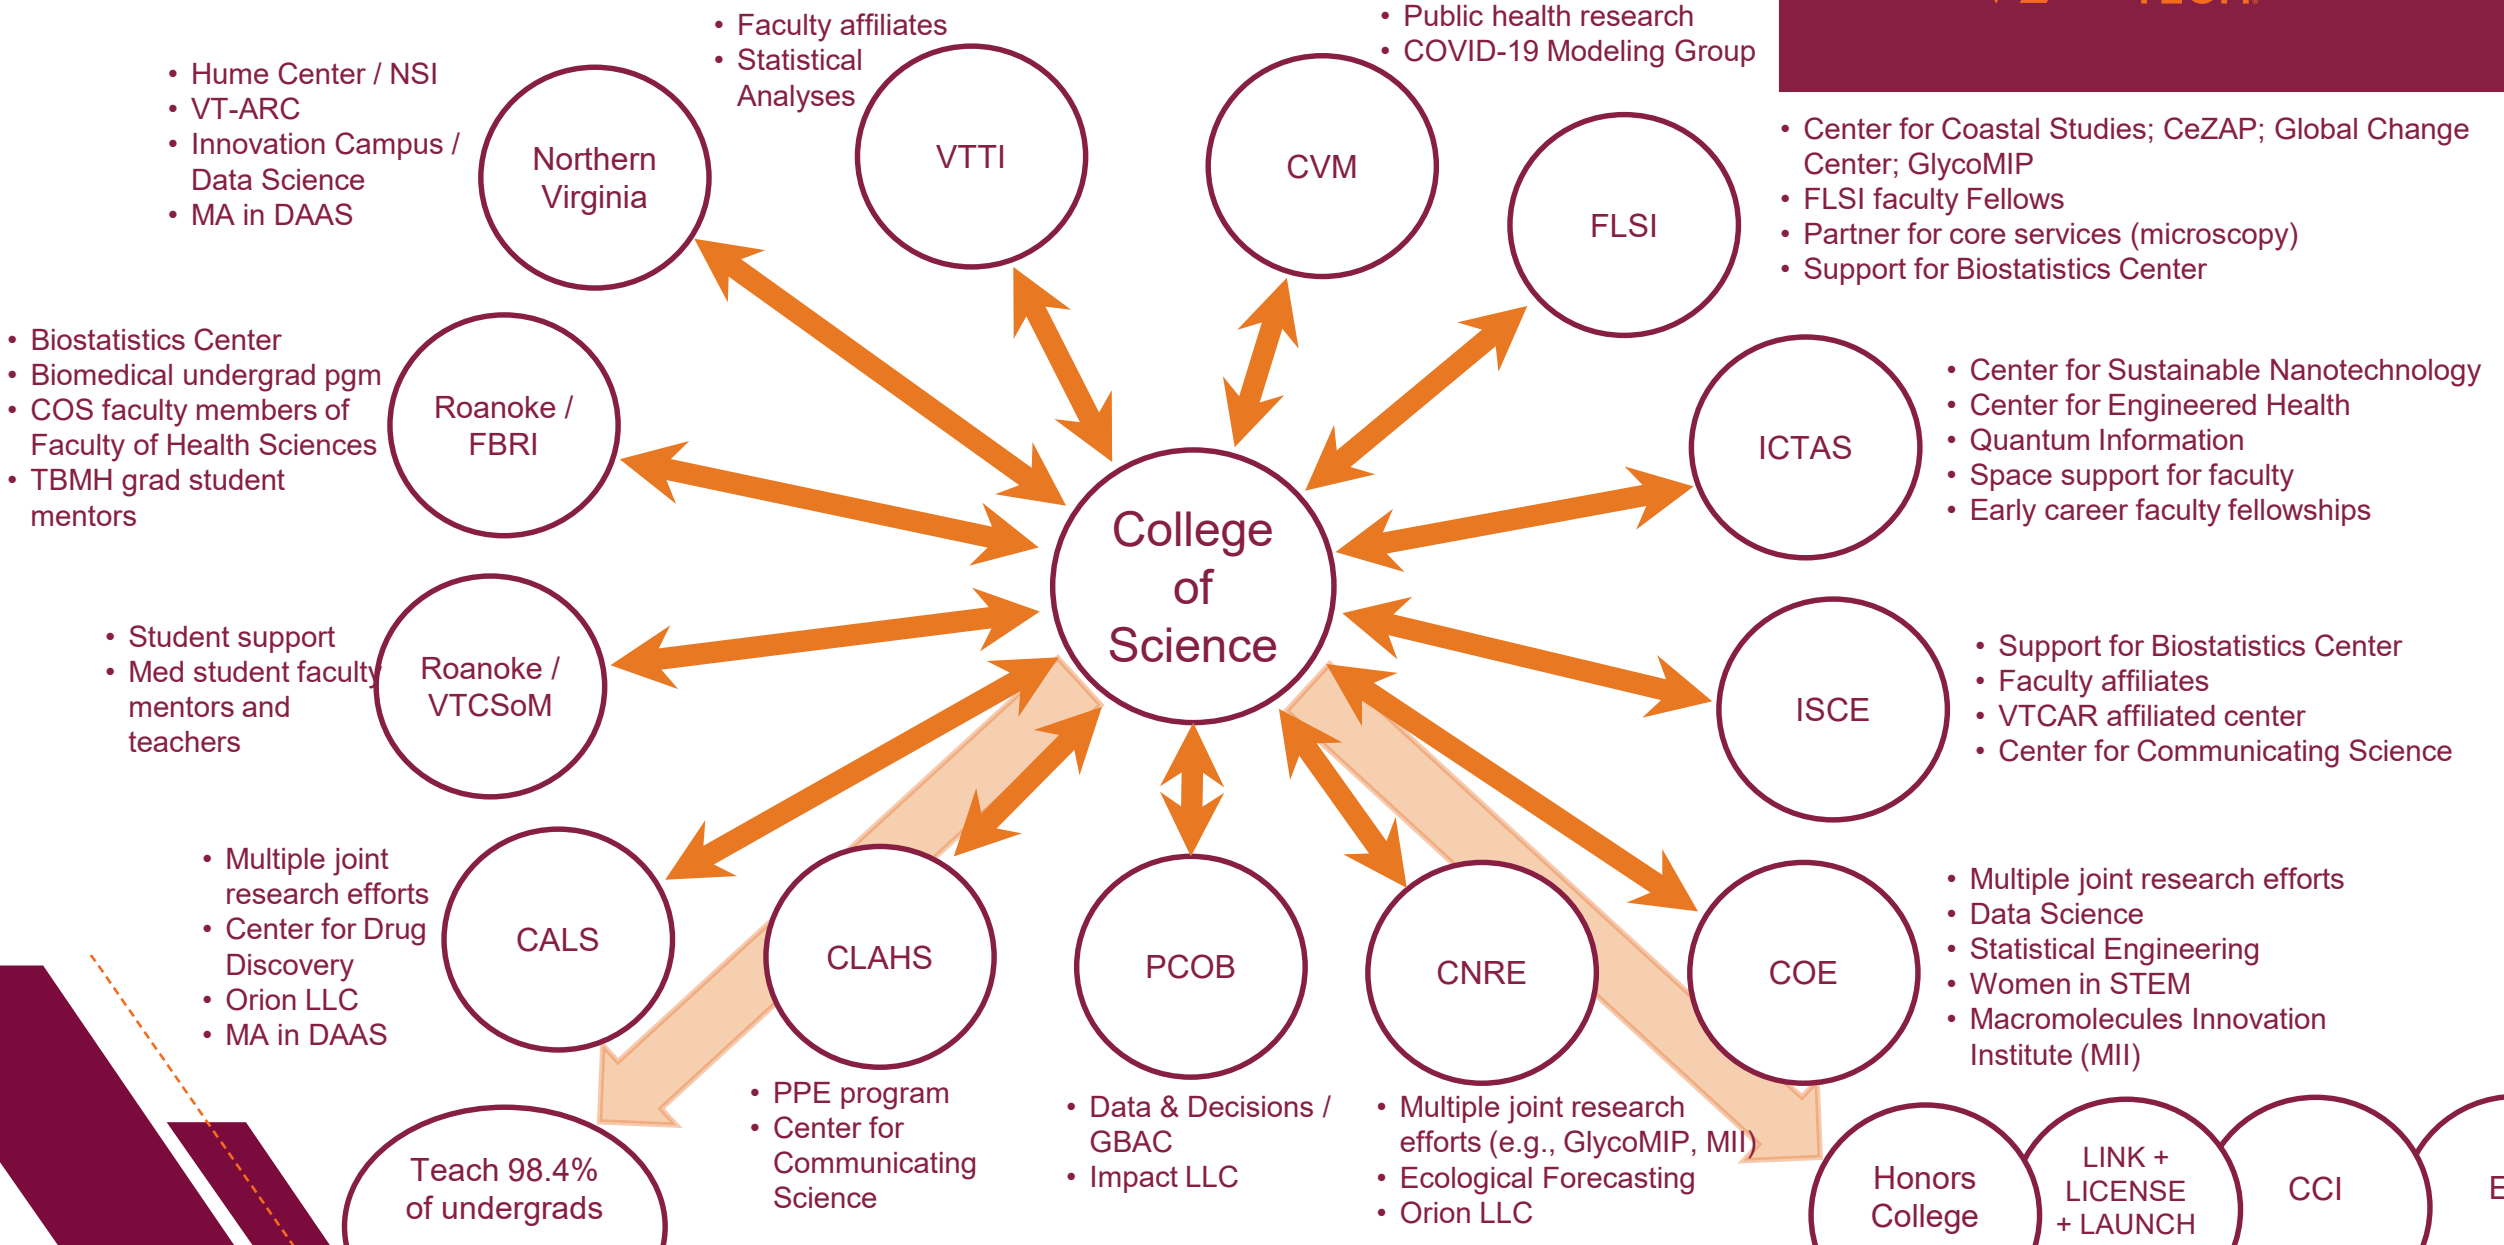 • Faculty affiliates
• Statistical
Analyses
• Public health research
• COVID-19 Modeling Group
• Hume Center / NSI
• VT-ARC
• Innovation Campus /
Data Science
• MA in DAAS
Northern
Virginia
VTTI
CVM
FLSI
• Center for Coastal Studies; CeZAP; Global Change
Center; GlycoMIP
• FLSI faculty Fellows
• Partner for core services (microscopy)
• Support for Biostatistics Center
• Biostatistics Center
• Biomedical undergrad pgm
• COS faculty members of
Faculty of Health Sciences
• TBMH grad student
mentors
Roanoke /
FBRI
ICTAS
• Center for Sustainable Nanotechnology
• Center for Engineered Health
• Quantum Information
• Space support for faculty
• Early career faculty fellowships
College
of
Science
• Student support
• Med student faculty
mentors and
teachers
Roanoke /
VTCSoM
ISCE
• Support for Biostatistics Center
• Faculty affiliates
• VTCAR affiliated center
• Center for Communicating Science
• Multiple joint
research efforts
• Center for Drug
Discovery
• Orion LLC
• MA in DAAS
CALS
CLAHS
PCOB
CNRE
COE
• Multiple joint research efforts
• Data Science
• Statistical Engineering
• Women in STEM
• Macromolecules Innovation
Institute (MII)
• PPE program
• Center for
Communicating
Science
• Data & Decisions /
GBAC
• Impact LLC
• Multiple joint research
efforts (e.g., GlycoMIP, MII)
• Ecological Forecasting
• Orion LLC
Teach 98.4%
of undergrads
Honors
College
LINK +
LICENSE
+ LAUNCH
CCI